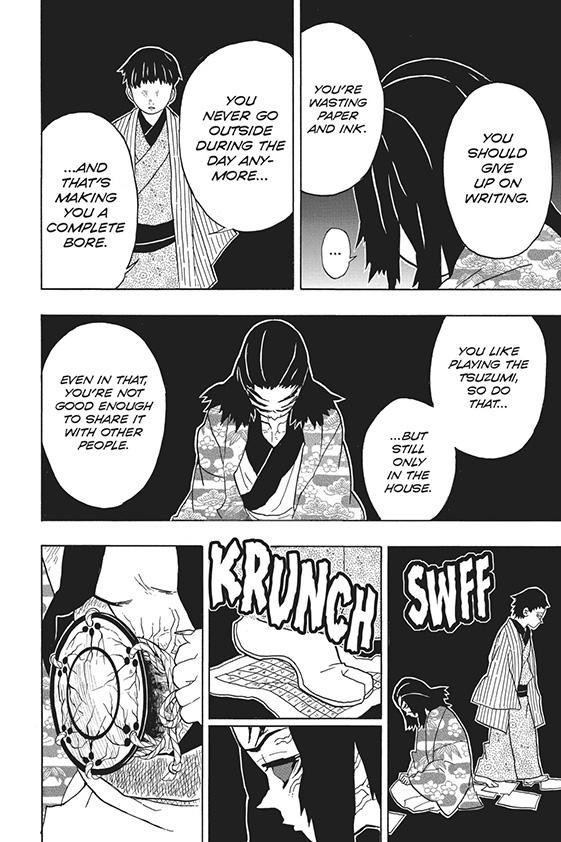 YOU
SHOULD
GIVE
UP ON
WRITING.
YOU'RE
WASTING
PAPER
AND INK.
...
YOU
NEVER GO
OUTSIDE
DURING THE
DAY ANY-
MORE...
...AND
THAT'S
MAKING
YOU A
COMPLETE
BORE.
YOU LIKE
PLAYING THE
TSUZUMI,
SO DO
THAT...
...BUT
STILL
ONLY
IN THE
HOUSE.
EVEN IN THAT,
YOU'RE NOT
GOOD ENOUGH
TO SHARE IT
WITH OTHER
PEOPLE.
SWFF
KRUNCH